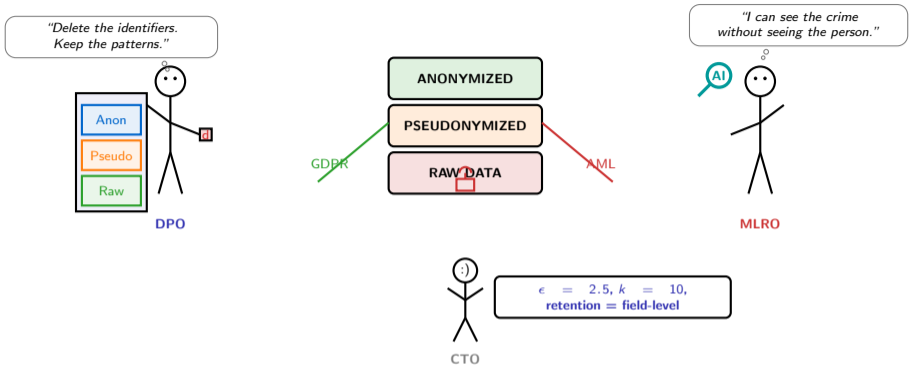 “Delete the identifiers.
Keep the patterns.”
“I can see the crime
without seeing the person.”
AI
ANONYMIZED
PSEUDONYMIZED
RAW DATA
GDPR
AML
Anon
Pseudo
Raw
d
DPO
MLRO
:)
ϵ = 2.5, k = 10,
retention = field-level
CTO